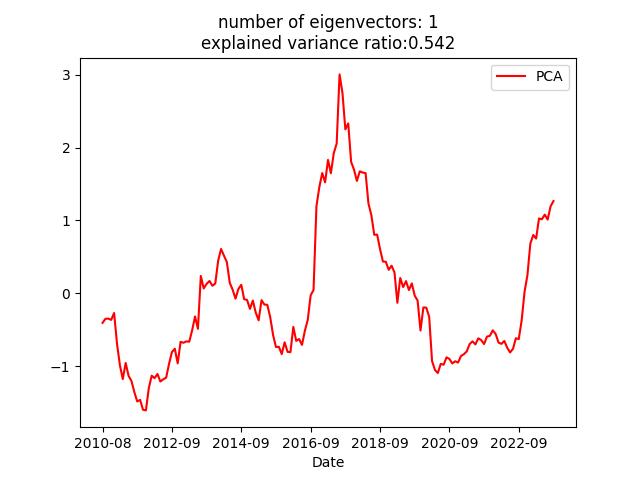 number of eigenvectors: 1
explained variance ratio:0.542
PCA
3
2
1
0
−1
2010-08 2012-09 2014-09 2016-09 2018-09 2020-09 2022-09
Date